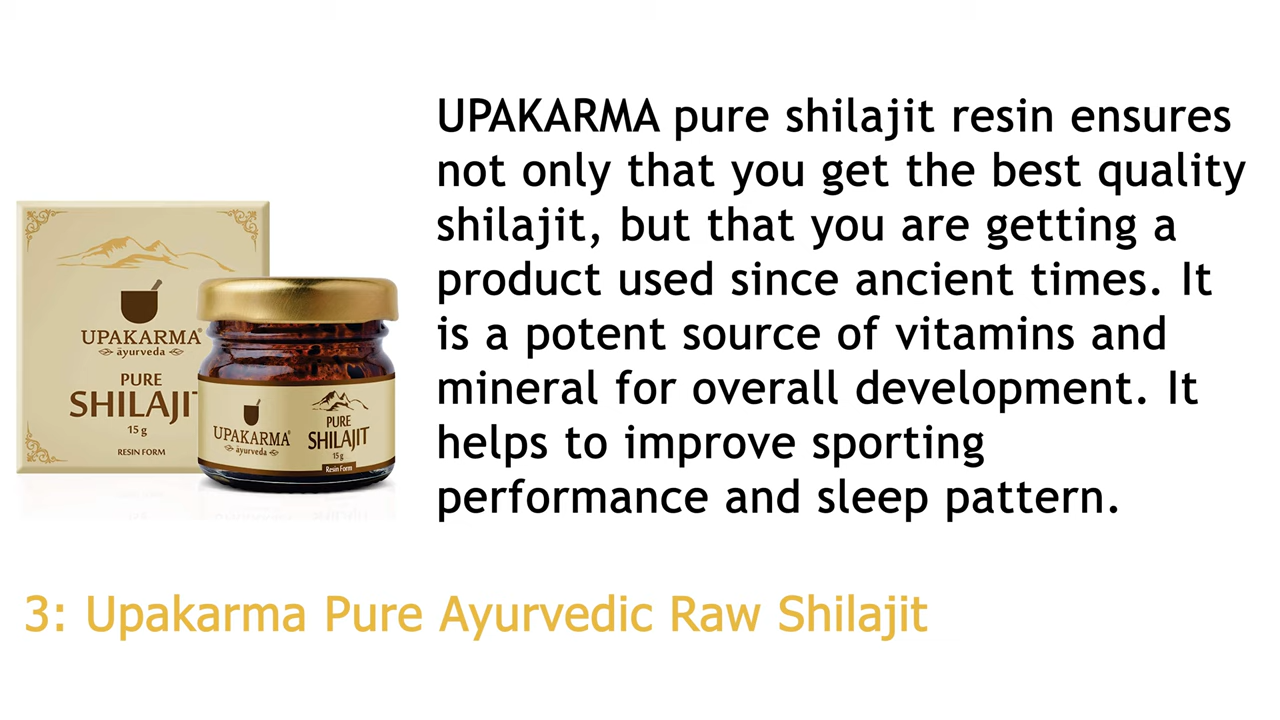 UPAKARMA pure shilajit resin ensures
not only that you get the best quality
shilajit, but that you are getting a
product used since ancient times. It
is a potent source of vitamins and
mineral for overall development. It
helps to improve sporting
performance and sleep pattern.
UPAKARMA®
āyurveda
PURE
SHILAJIT
15 g
RESIN FORM
UPAKARMA®
āyurveda
PURE
SHILAJIT
15 g
Resin Form
3: Upakarma Pure Ayurvedic Raw Shilajit